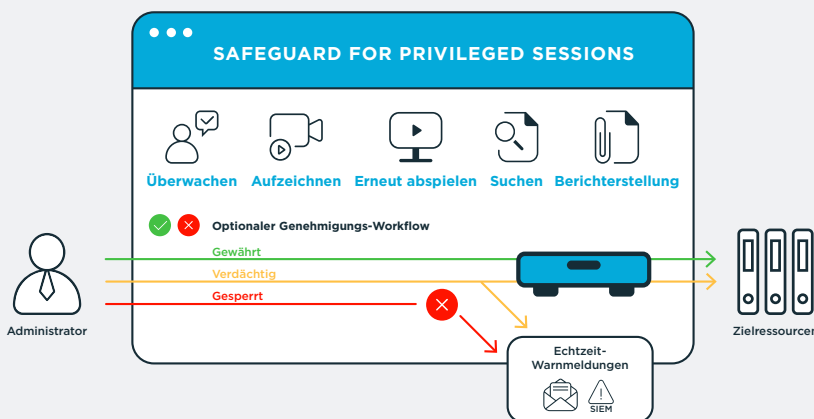 SAFEGUARD FOR PRIVILEGED SESSIONS
Überwachen Aufzeichnen Erneut abspielen Suchen Berichterstellung
Optionaler Genehmigungs-Workflow
Gewährt
Verdächtig
Gesperrt
Administrator
Zielressourcen
Echtzeit-
Warnmeldungen
SIEM